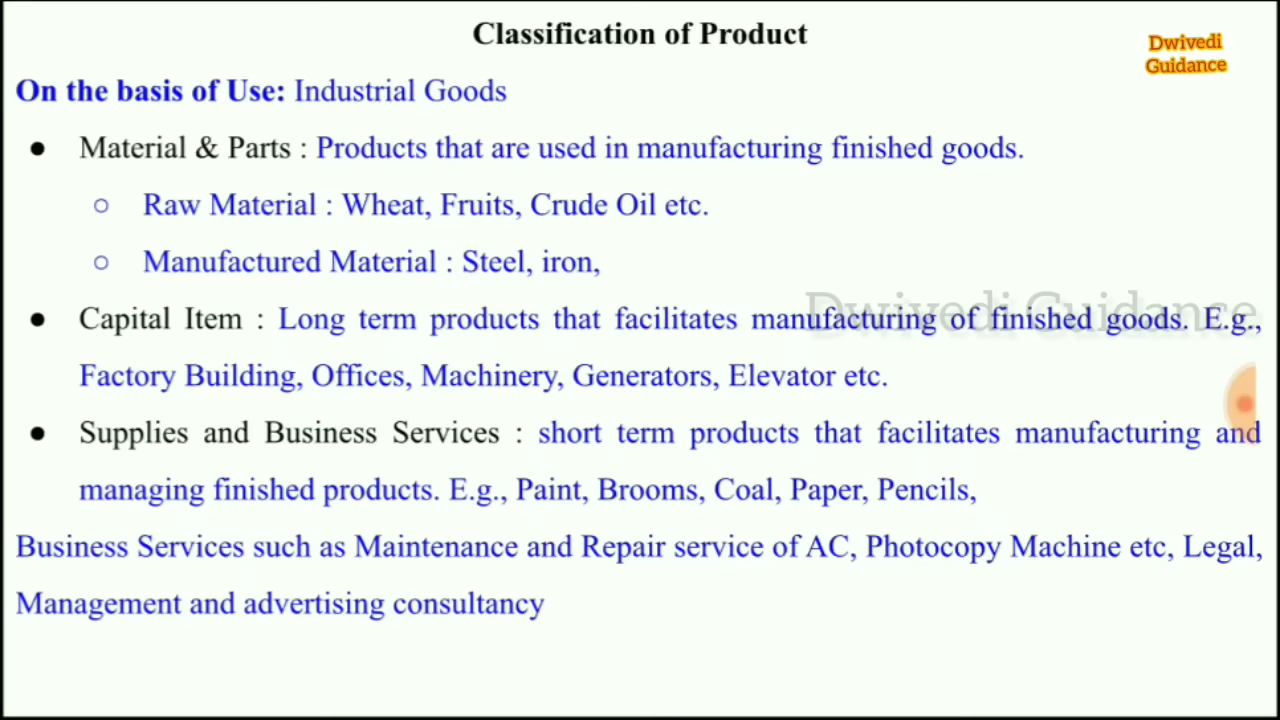 Classification of Product
Dwivedi
Guidance
On the basis of Use: Industrial Goods
● Material & Parts : Products that are used in manufacturing finished goods.
○ Raw Material : Wheat, Fruits, Crude Oil etc.
○ Manufactured Material : Steel, iron,
Dwivedi Guidance
● Capital Item : Long term products that facilitates manufacturing of finished goods. E.g.,
Factory Building, Offices, Machinery, Generators, Elevator etc.
● Supplies and Business Services : short term products that facilitates manufacturing and
managing finished products. E.g., Paint, Brooms, Coal, Paper, Pencils,
Business Services such as Maintenance and Repair service of AC, Photocopy Machine etc, Legal,
Management and advertising consultancy